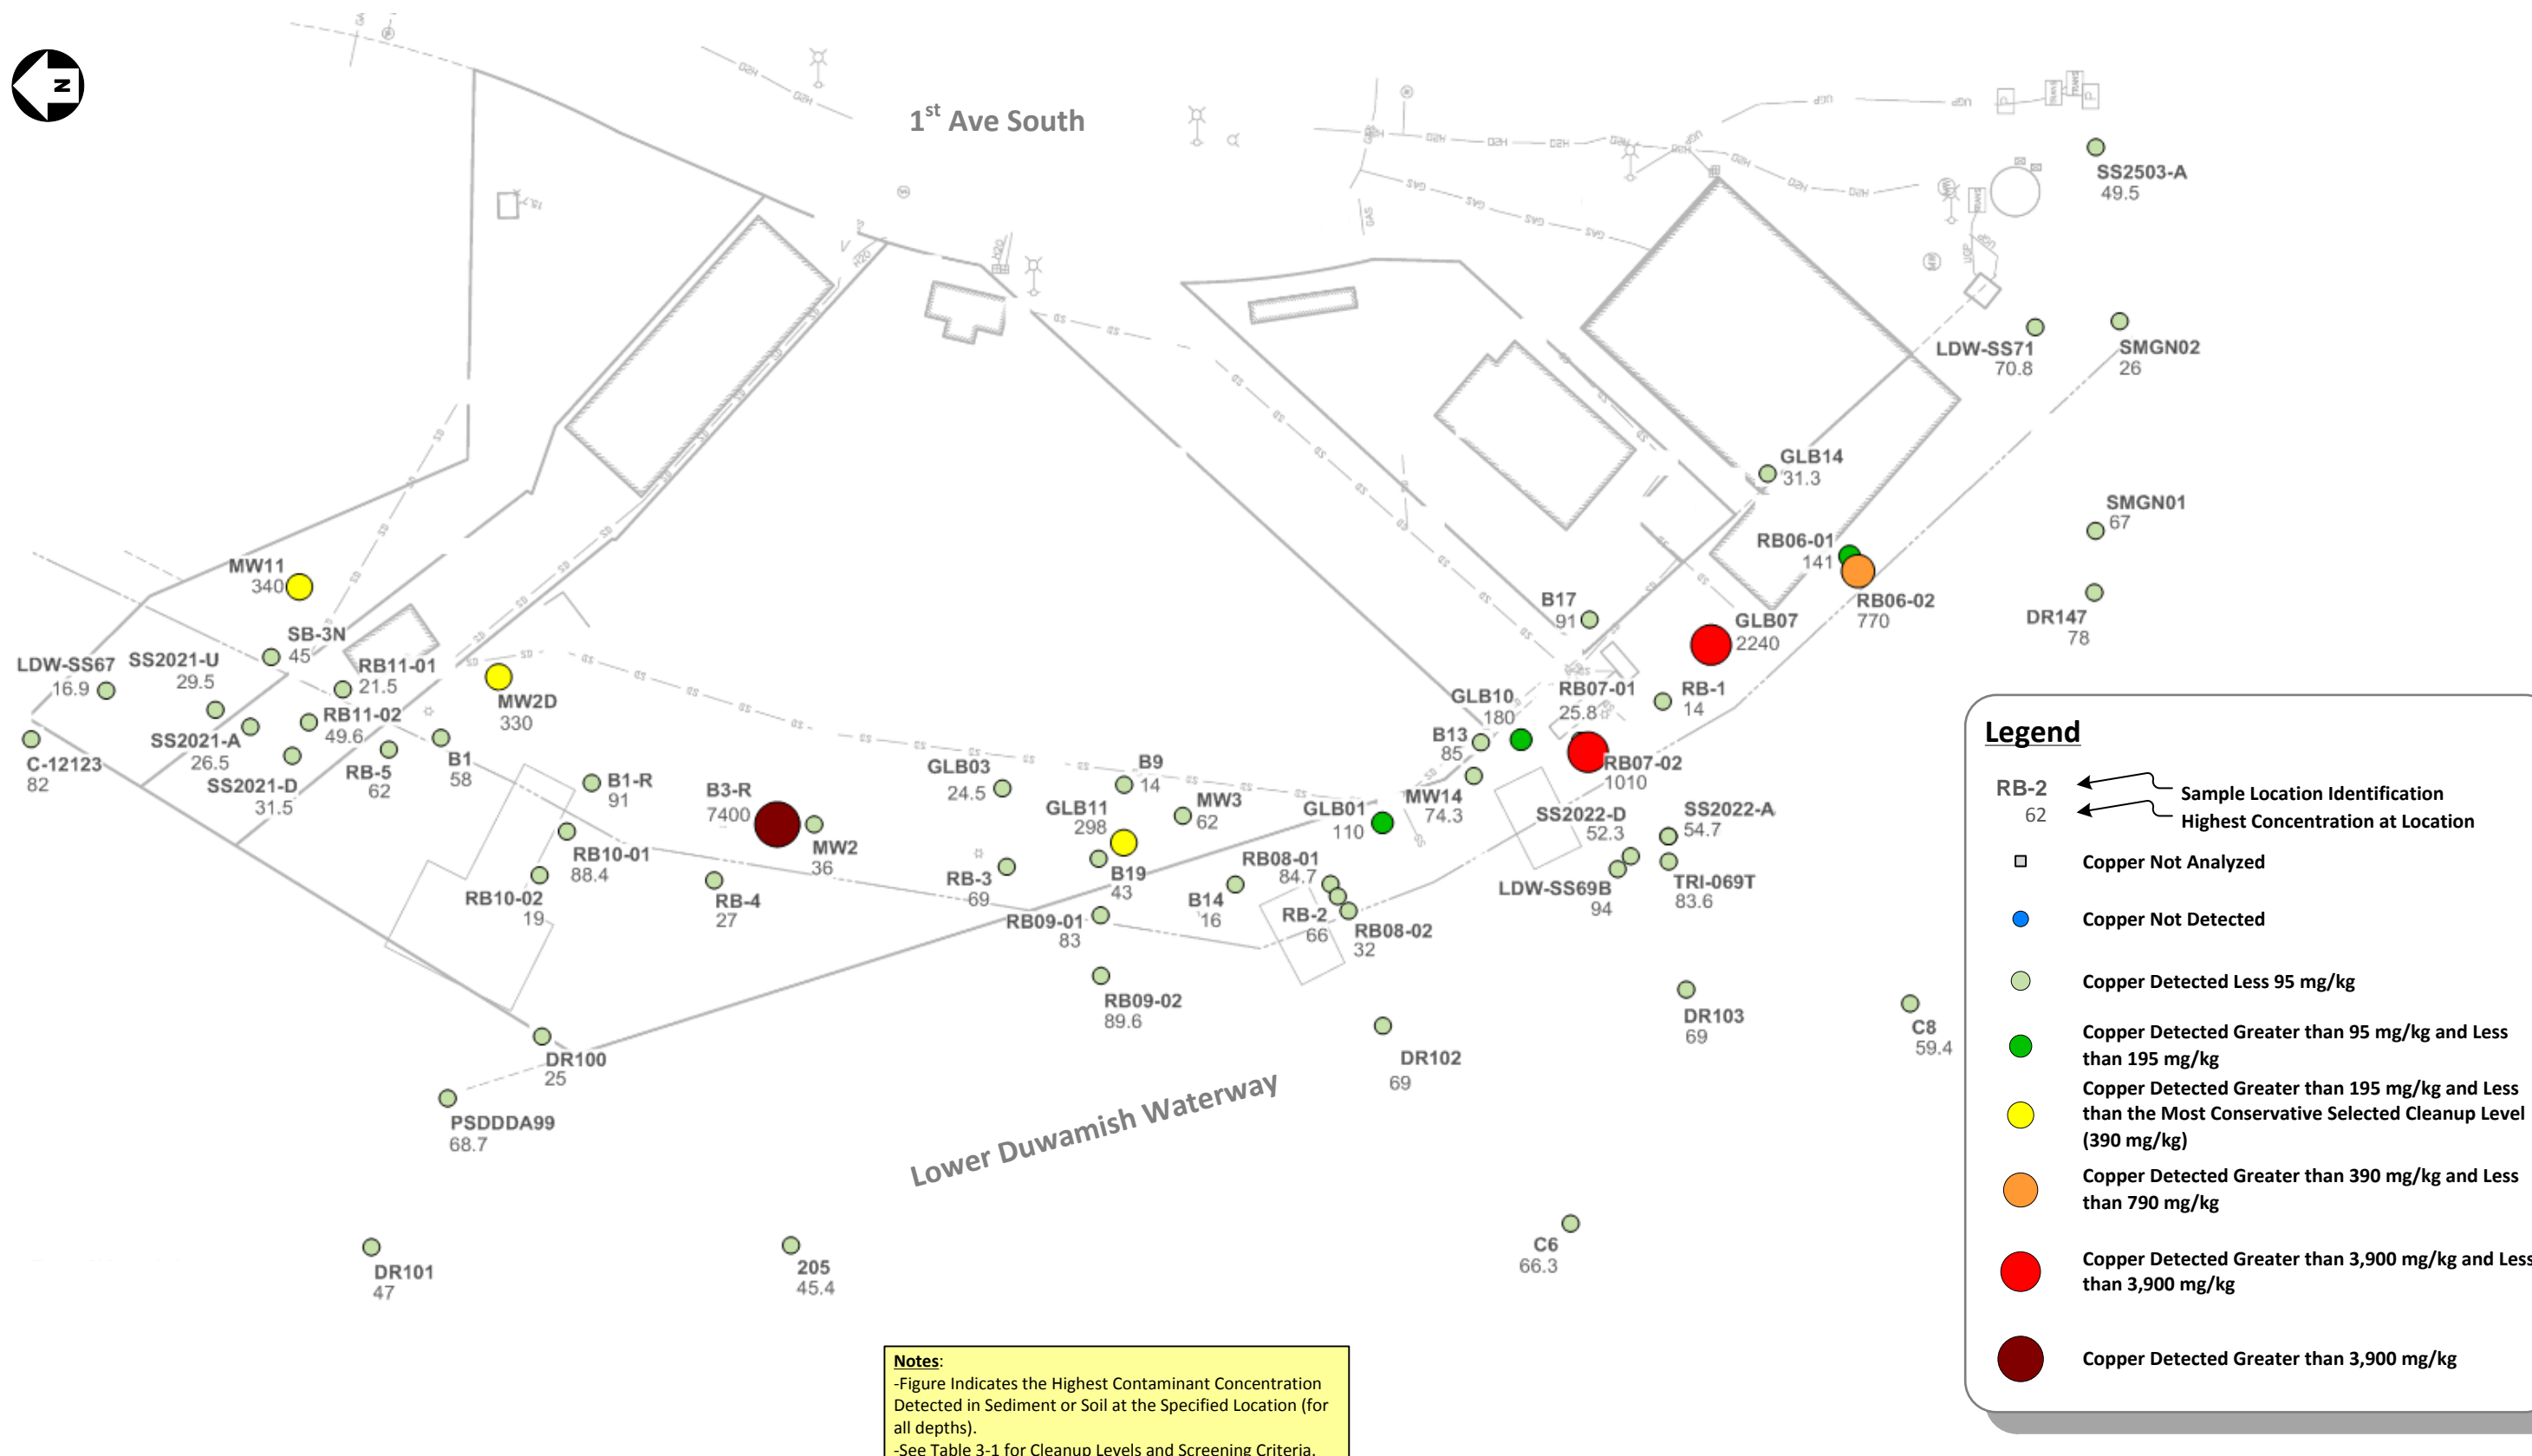 N
1st Ave South
SS2503-A
49.5
LDW-SS71
70.8
SMGN02
26
GLB14
31.3
SMGN01
67
RB06-01
141
RB06-02
770
DR147
78
MW11
340
B17
91
GLB07
2240
SB-3N
45
LDW-SS67
16.9
SS2021-U
29.5
RB11-01
21.5
MW2D
330
GLB10
180
RB07-01
25.8
RB-1
14
RB11-02
49.6
SS2021-A
26.5
C-12123
82
SS2021-D
31.5
RB-5
62
B1
58
B1-R
91
B3-R
7400
GLB03
24.5
B9
14
B13
85
RB07-02
1010
GLB11
298
MW3
62
GLB01
110
MW14
74.3
SS2022-D
52.3
SS2022-A
54.7
MW2
36
RB10-01
88.4
RB10-02
19
RB-4
27
RB-3
69
B19
43
RB08-01
84.7
B14
16
RB-2
66
RB08-02
32
LDW-SS69B
94
TRI-069T
83.6
RB09-01
83
RB09-02
89.6
DR103
69
C8
59.4
DR102
69
DR100
25
PSDDDA99
68.7
Lower Duwamish Waterway
DR101
47
205
45.4
C6
66.3
Legend
RB-2
62
Sample Location Identification
Highest Concentration at Location
Copper Not Analyzed
Copper Not Detected
Copper Detected Less 95 mg/kg
Copper Detected Greater than 95 mg/kg and Less
than 195 mg/kg
Copper Detected Greater than 195 mg/kg and Less
than the Most Conservative Selected Cleanup Level
(390 mg/kg)
Copper Detected Greater than 390 mg/kg and Less
than 790 mg/kg
Copper Detected Greater than 3,900 mg/kg and Less
than 3,900 mg/kg
Copper Detected Greater than 3,900 mg/kg
Notes:
-Figure Indicates the Highest Contaminant Concentration
Detected in Sediment or Soil at the Specified Location (for
all depths).
-See Table 3-1 for Cleanup Levels and Screening Criteria.